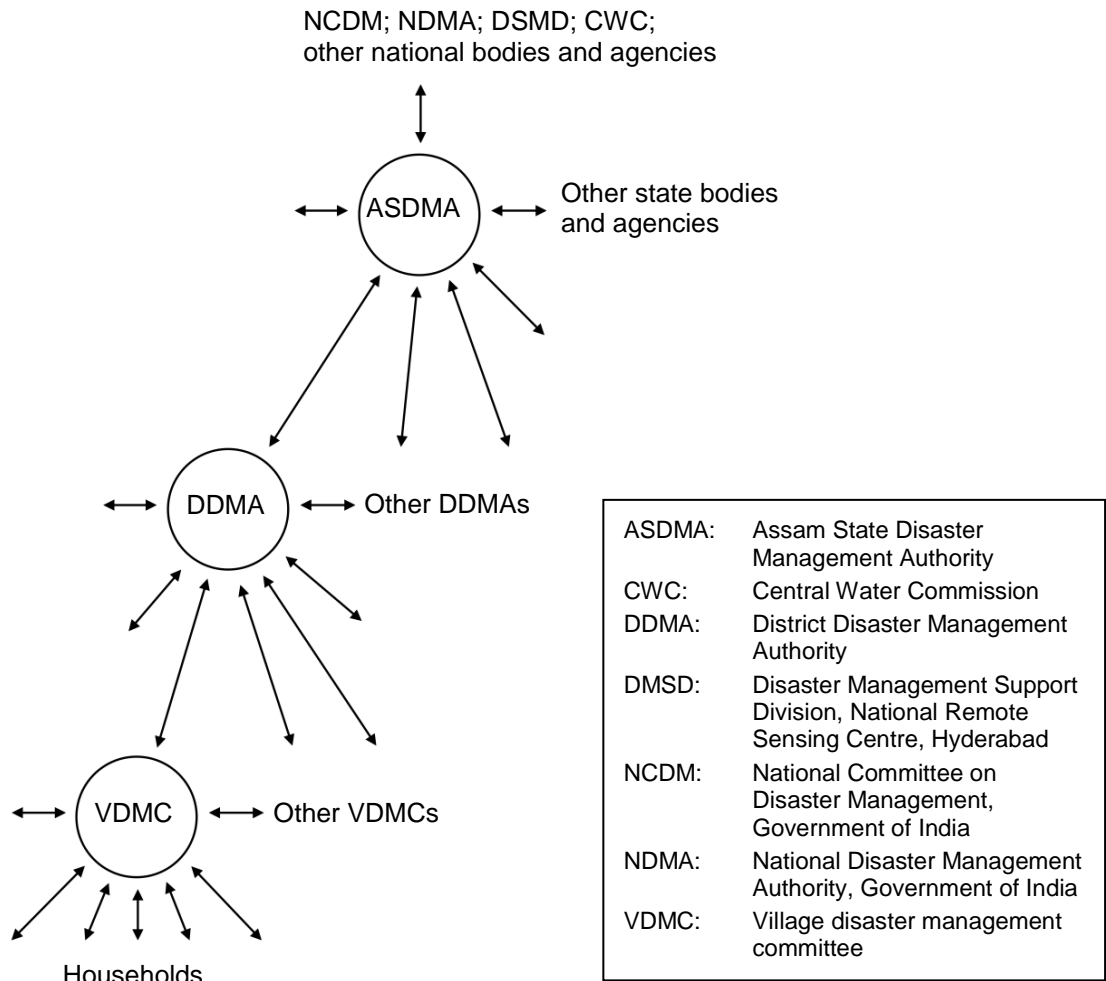 NCDM; NDMA; DSMD; CWC;
other national bodies and agencies
ASDMA
Other state bodies
and agencies
DDMA
Other DDMAs
VDMC
Other VDMCs
Households
ASDMA: Assam State Disaster
Management Authority
CWC: Central Water Commission
DDMA: District Disaster Management
Authority
DMSD: Disaster Management Support
Division, National Remote
Sensing Centre, Hyderabad
NCDM: National Committee on
Disaster Management,
Government of India
NDMA: National Disaster Management
Authority, Government of India
VDMC: Village disaster management
committee